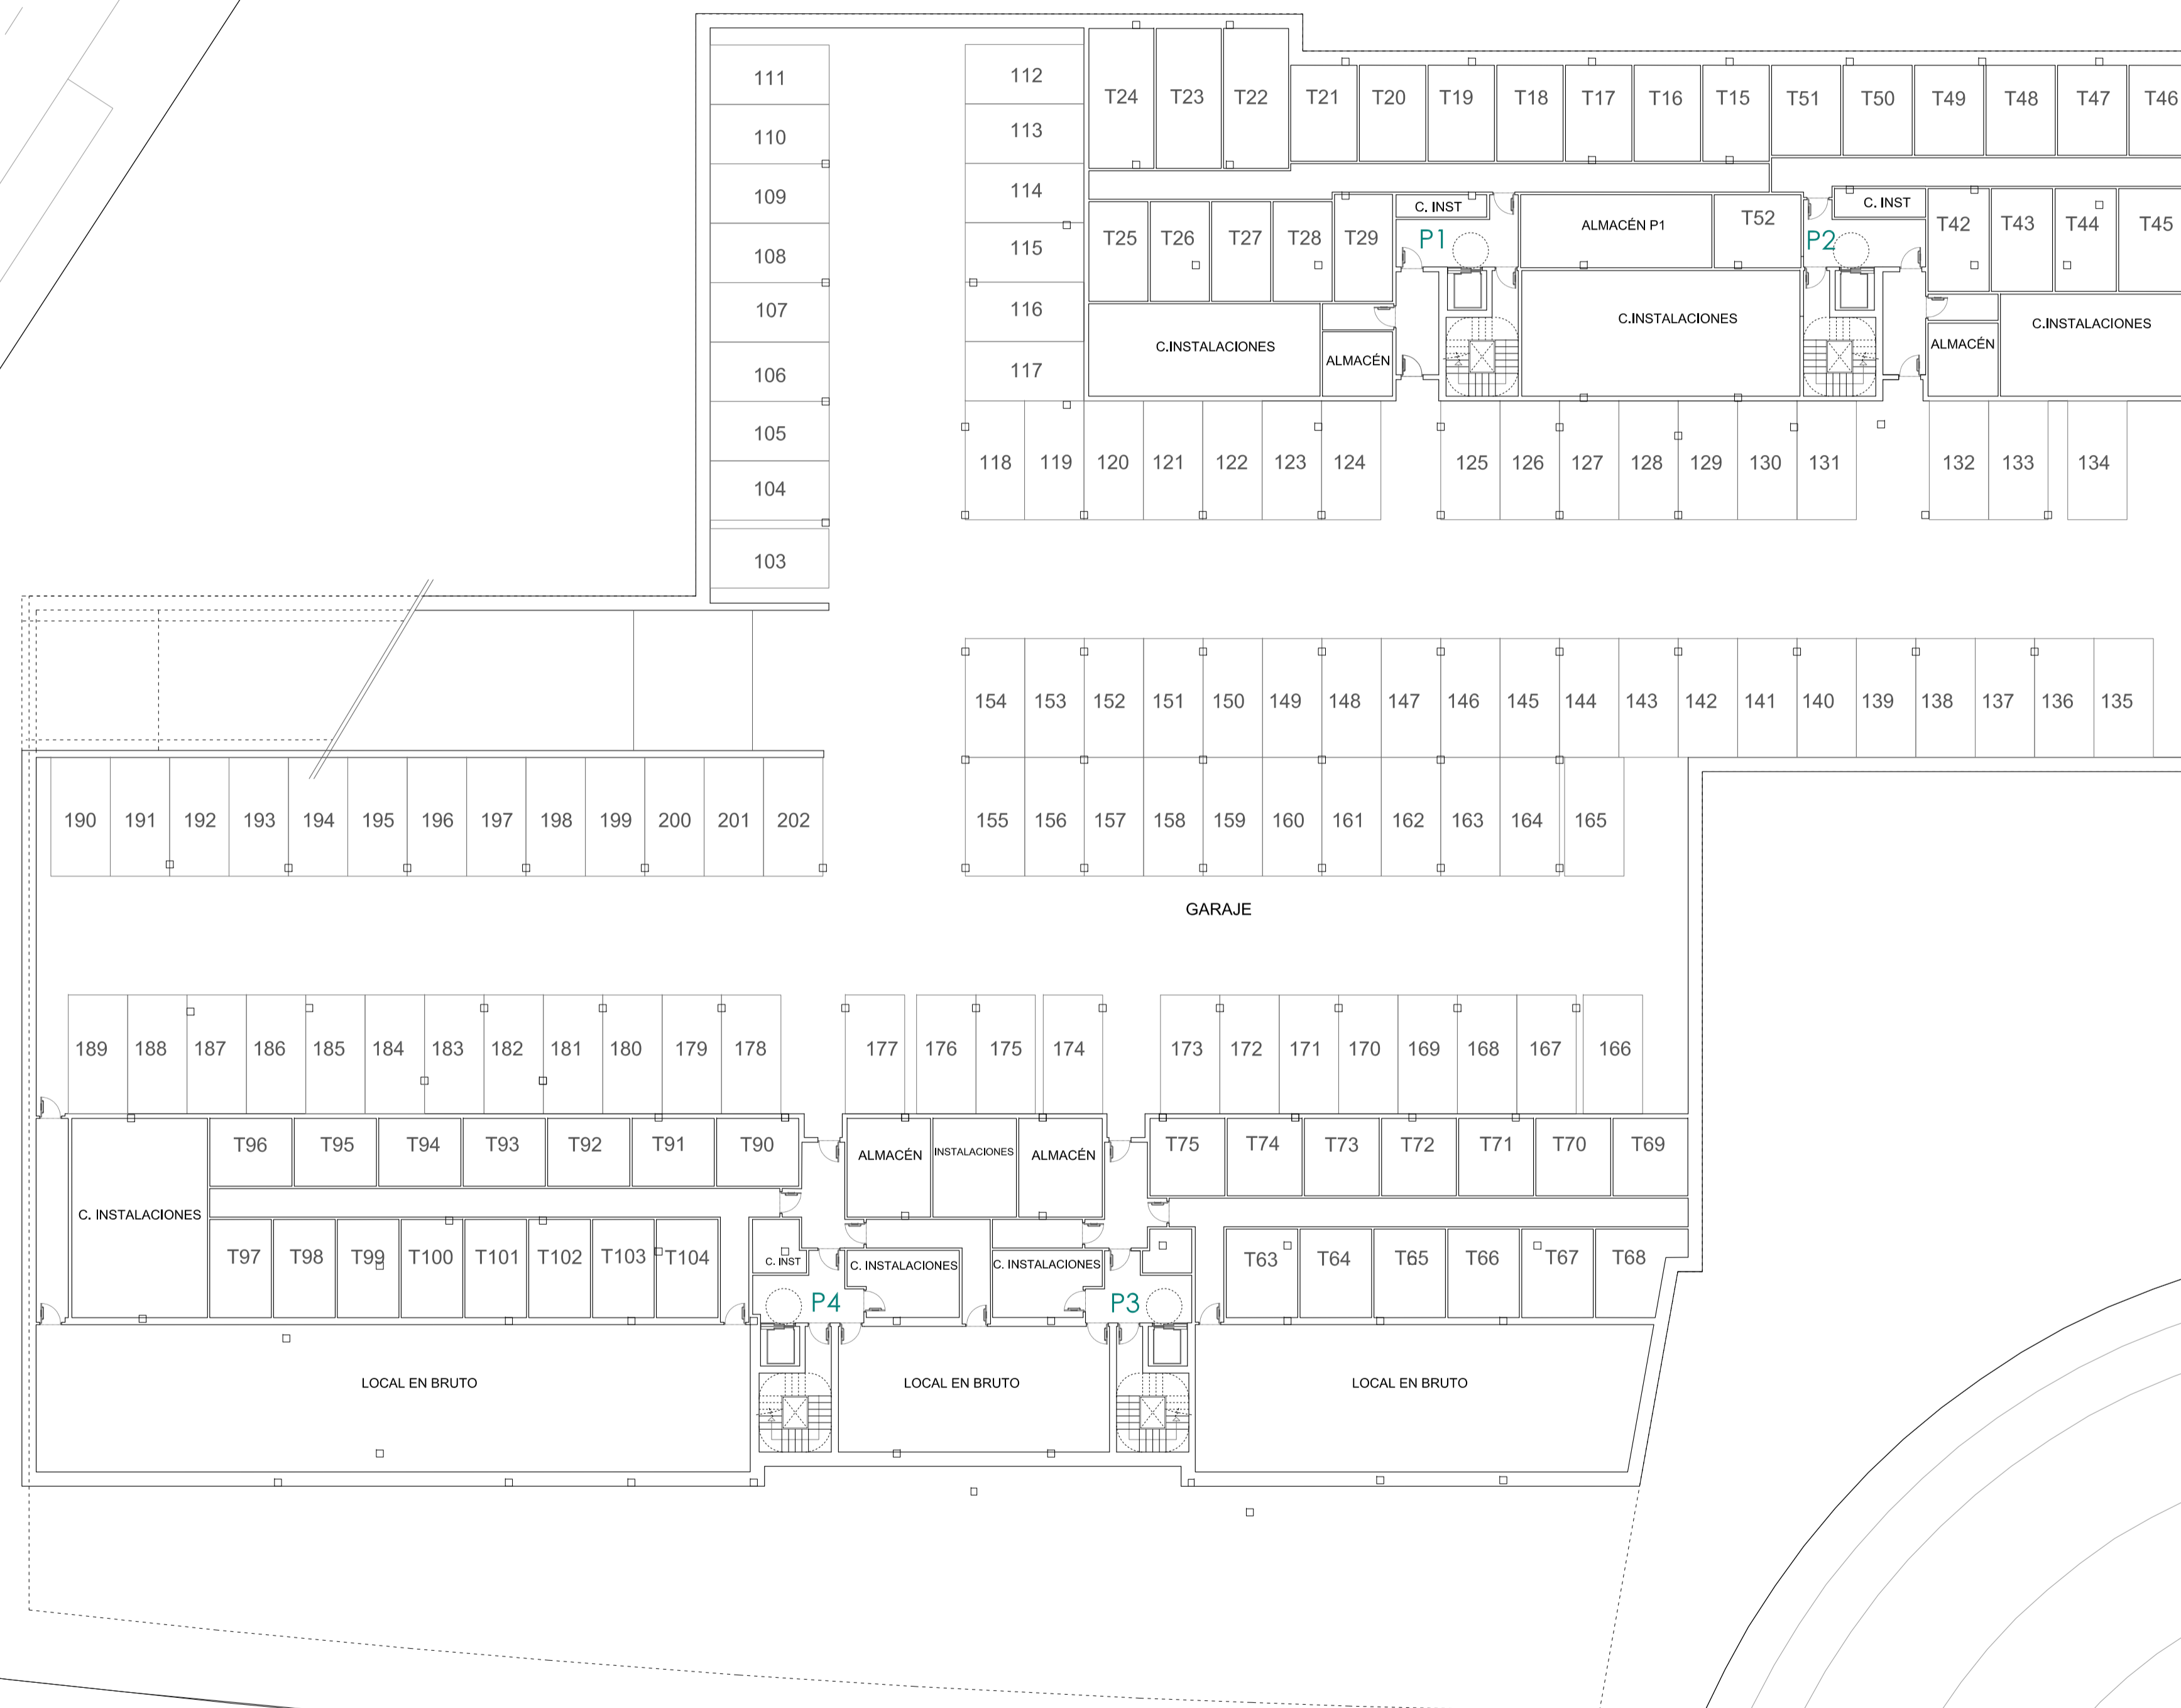 111
112
T24 T23 T22 T21 T20 T19 T18 T17 T16 T15 T51 T50 T49 T48 T47 T46
110
113
109
114
T25 T26 T27 T28 T29
C. INST
P1
ALMACÉN P1
T52
P2
C. INST
T42 T43 T44 T45
108
115
107
116
C.INSTALACIONES
ALMACÉN
C.INSTALACIONES
ALMACÉN
C.INSTALACIONES
106
117
105
118 119 120 121 122 123 124 125 126 127 128 129 130 131 132 133 134
104
103
154 153 152 151 150 149 148 147 146 145 144 143 142 141 140 139 138 137 136 135
190 191 192 193 194 195 196 197 198 199 200 201 202
155 156 157 158 159 160 161 162 163 164 165
GARAJE
189 188 187 186 185 184 183 182 181 180 179 178 177 176 175 174 173 172 171 170 169 168 167 166
T96 T95 T94 T93 T92 T91 T90
ALMACÉN
INSTALACIONES
ALMACÉN
T75 T74 T73 T72 T71 T70 T69
C. INSTALACIONES
T97 T98 T99 T100 T101 T102 T103 T104
C. INST
C. INSTALACIONES
C. INSTALACIONES
T63 T64 T65 T66 T67 T68
P4
P3
LOCAL EN BRUTO
LOCAL EN BRUTO
LOCAL EN BRUTO